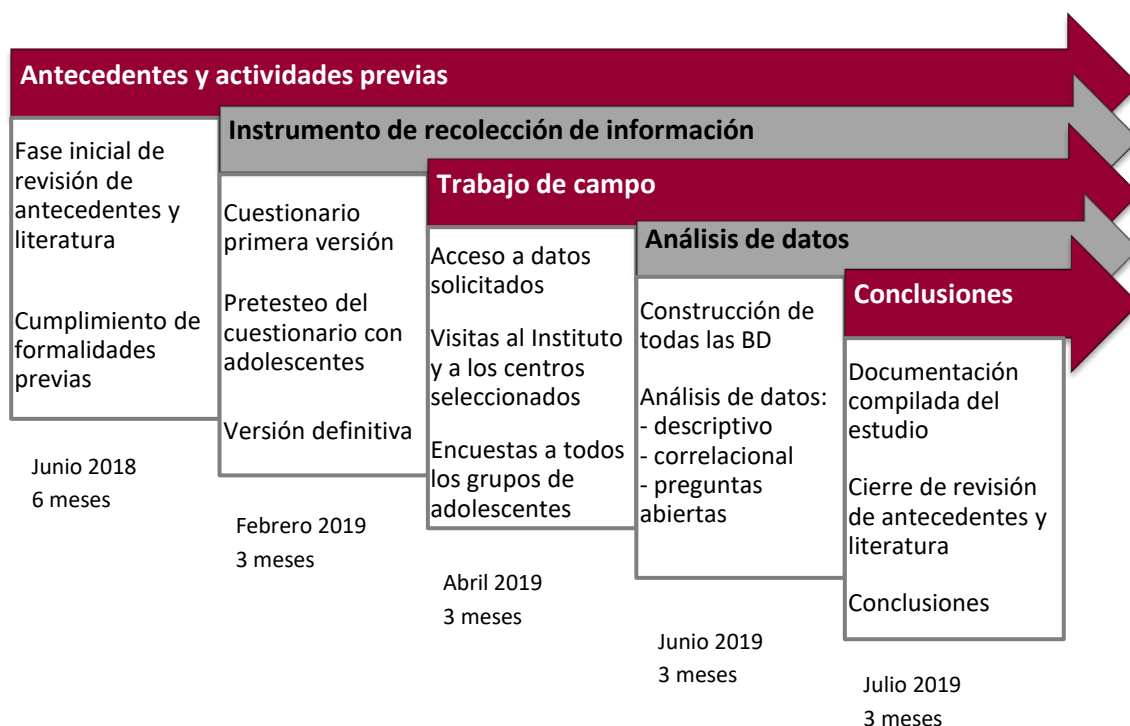 Antecedentes y actividades previas
Fase inicial de
revisión de
antecedentes y
literatura
Cumplimiento de
formalidades
previas
Junio 2018
6 meses
Instrumento de recolección de información
Cuestionario
primera versión
Pretesteo del
cuestionario con
adolescentes
Versión definitiva
Febrero 2019
3 meses
Trabajo de campo
Acceso a datos
solicitados
Visitas al Instituto
y a los centros
seleccionados
Encuestas a todos
los grupos de
adolescentes
Abril 2019
3 meses
Análisis de datos
Construcción de
todas las BD
Análisis de datos:
- descriptivo
- correlacional
- preguntas
abiertas
Junio 2019
3 meses
Conclusiones
Documentación
compilada del
estudio
Cierre de revisión
de antecedentes y
literatura
Conclusiones
Julio 2019
3 meses